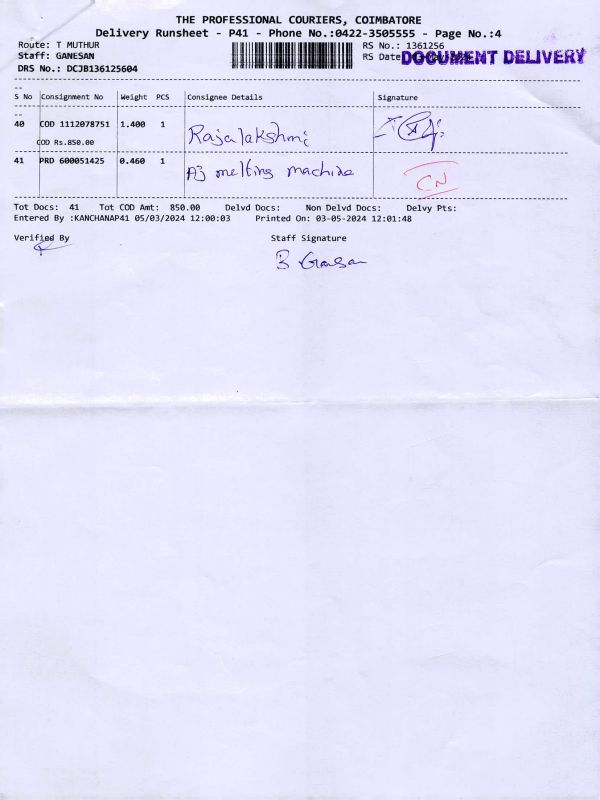 THE PROFESSIONAL COURIERS, COIMBATORE
Delivery Runsheet - P41 - Phone No.:0422-3505555 - Page No.:4
Route: T MUTHUR
RS No.: 1361256
Staff: GANESAN
RS Date
DOCUMENT DELIVERY
DRS No.: DCJB136125604
S No Consignment No Weight PCS Consignee Details Signature
40 COD 1112078751 1.400 1 Rajalakshmi
COD Rs.850.00
41 PRD 600051425 0.460 1 AJ melting machine CN
Tot Docs: 41 Tot COD Amt: 850.00 Delvd Docs: Non Delvd Docs: Delvy Pts:
Entered By :KANCHANAP41 05/03/2024 12:00:03 Printed On: 03-05-2024 12:01:48
Verified By Staff Signature
B Ganesan